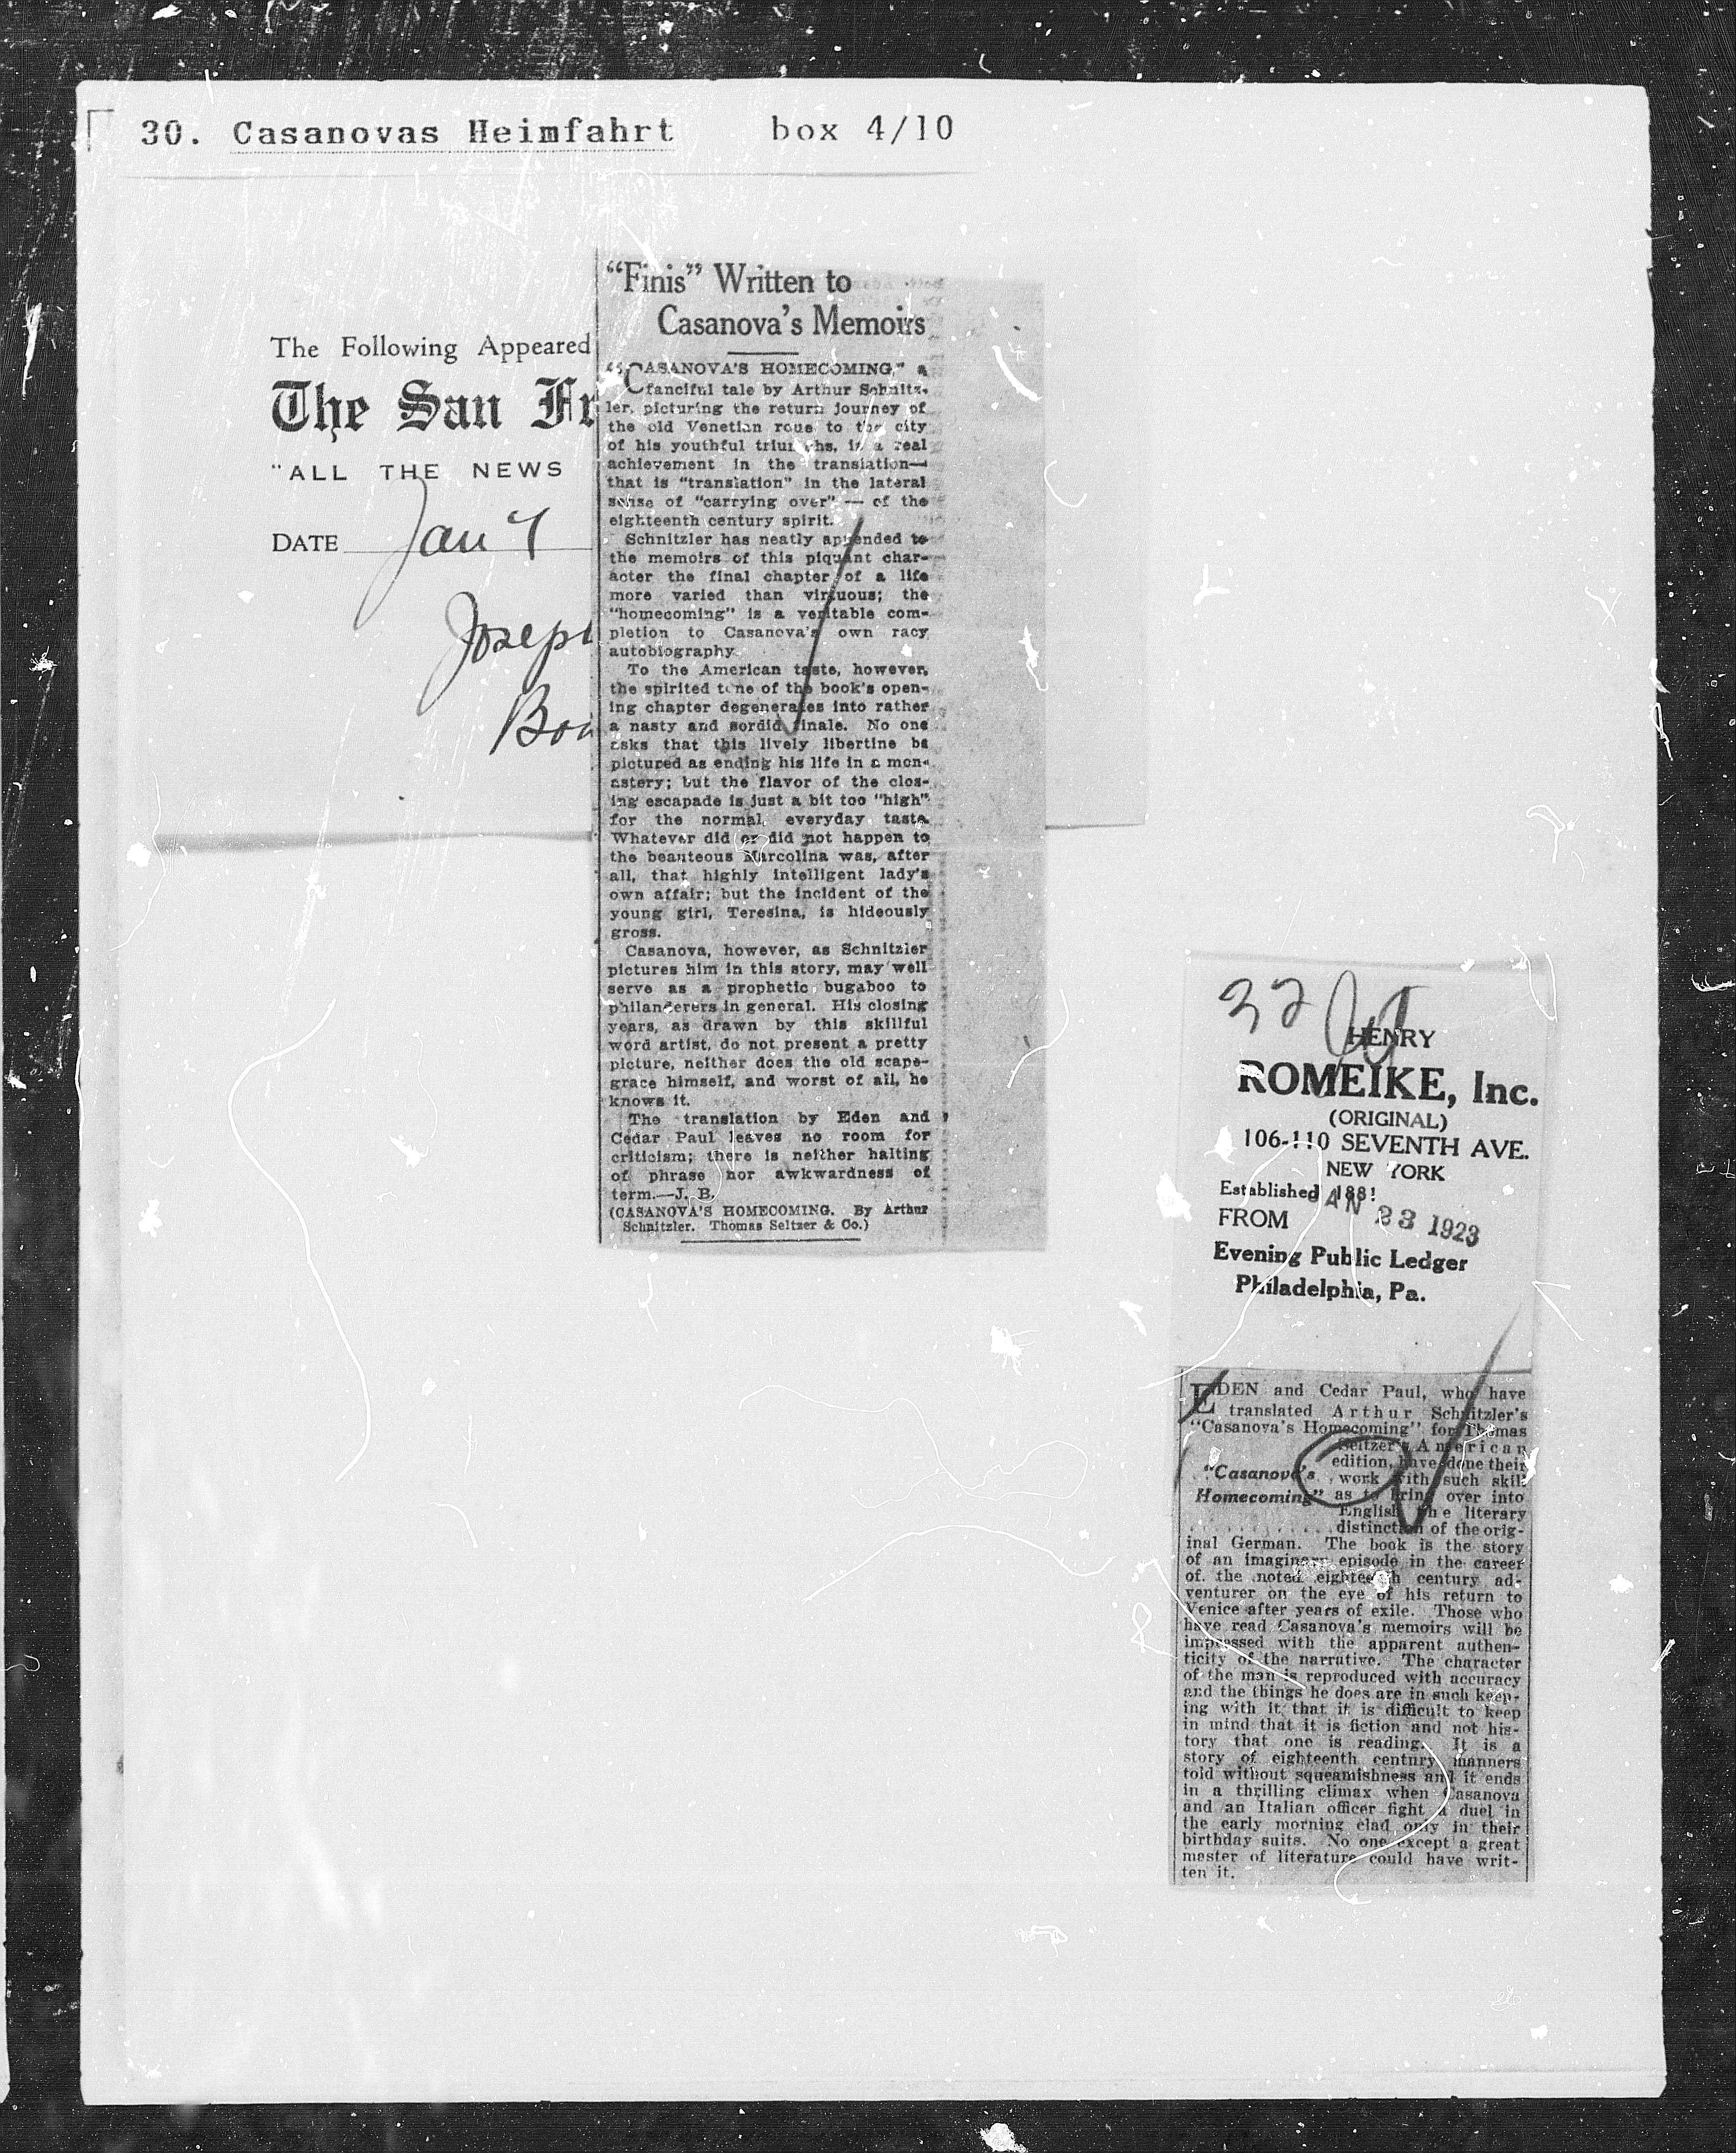 30. Casanovas Heimfahrt box 4/10
The Following Appeared
The San Fr
"ALL THE NEWS
DATE Jan 7
Joseph
Boo
"Finis" Written to
Casanova's Memoirs
"CASANOVA'S HOMECOMING," a
fanciful tale by Arthur Schnitz-
ler, picturing the return journey of
the old Venetian roue to the city
of his youthful triumphs, is a real
achievement in the translation—
that is "translation" in the lateral
sense of "carrying over" — of the
eighteenth century spirit.
Schnitzler has neatly appended to
the memoirs of this piquant char-
acter the final chapter of a life
more varied than virtuous; the
"homecoming" is a veritable com-
pletion to Casanova's own racy
autobiography.
To the American taste, however,
the spirited tone of the book's open-
ing chapter degenerates into rather
a nasty and sordid finale. No one
asks that this lively libertine be
pictured as ending his life in a mon-
astery; but the flavor of the clos-
ing escapade is just a bit too "high"
for the normal, everyday taste.
Whatever did or did not happen to
the beauteous Marcolina was, after
all, that highly intelligent lady's
own affair; but the incident of the
young girl, Teresina, is hideously
gross.
Casanova, however, as Schnitzler
pictures him in this story, may well
serve as a prophetic bugaboo to
philanderers in general. His closing
years, as drawn by this skillful
word artist, do not present a pretty
picture, neither does the old scape-
grace himself, and worst of all, he
knows it.
The translation by Eden and
Cedar Paul leaves no room for
criticism; there is neither halting
of phrase nor awkwardness of
term.—J. B.
(CASANOVA'S HOMECOMING. By Arthur
Schnitzler. Thomas Seltzer & Co.)
32
HENRY
ROMEIKE, Inc.
(ORIGINAL)
106-110 SEVENTH AVE.
NEW YORK
Established 1881
JAN 23 1923
FROM
Evening Public Ledger
Philadelphia, Pa.
EDEN and Cedar Paul, who have
translated Arthur Schnitzler's
"Casanova's Homecoming" for Thomas
Seltzer's American
edition, have done their
"Casanova's work with such skill
Homecoming" as to bring over into
English the literary
distinction of the orig-
inal German. The book is the story
of an imaginary episode in the career
of the noted eighteenth century ad-
venturer on the eve of his return to
Venice after years of exile. Those who
have read Casanova's memoirs will be
impressed with the apparent authen-
ticity of the narrative. The character
of the man is reproduced with accuracy
and the things he does are in such keep-
ing with it that it is difficult to keep
in mind that it is fiction and not his-
tory that one is reading. It is a
story of eighteenth century manners
told without squeamishness and it ends
in a thrilling climax when Casanova
and an Italian officer fight a duel in
the early morning clad only in their
birthday suits. No one except a great
master of literature could have writ-
ten it.